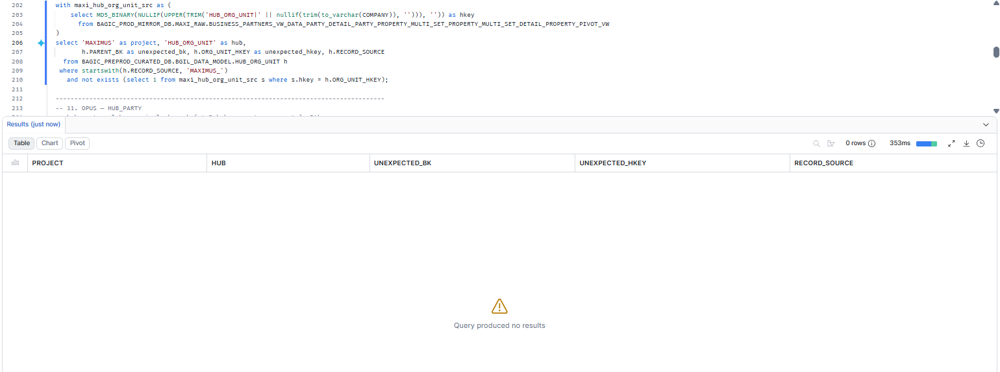 202 with maxi_hub_org_unit_src as (
203 select MD5_BINARY(NULLIF(UPPER(TRIM('HUB_ORG_UNIT|' || nullif(trim(to_varchar(COMPANY)), ''))), '')) as hkey
204 from BAGIC_PROD_MIRROR_DB.MAXI_RAW.BUSINESS_PARTNERS_VW_DATA_PARTY_DETAIL_PARTY_PROPERTY_MULTI_SET_PROPERTY_MULTI_SET_DETAIL_PROPERTY_PIVOT_VW
205 )
206 select 'MAXIMUS' as project, 'HUB_ORG_UNIT' as hub,
207 h.PARENT_BK as unexpected_bk, h.ORG_UNIT_HKEY as unexpected_hkey, h.RECORD_SOURCE
208 from BAGIC_PREPROD_CURATED_DB.BGIL_DATA_MODEL.HUB_ORG_UNIT h
209 where startswith(h.RECORD_SOURCE, 'MAXIMUS_')
210 and not exists (select 1 from maxi_hub_org_unit_src s where s.hkey = h.ORG_UNIT_HKEY);
211
212 ----------------------------------------------------------------------------------------
213 -- 11. OPUS — HUB_PARTY
Results (just now)
Table Chart Pivot 0 rows 353ms
PROJECT HUB UNEXPECTED_BK UNEXPECTED_HKEY RECORD_SOURCE
Query produced no results